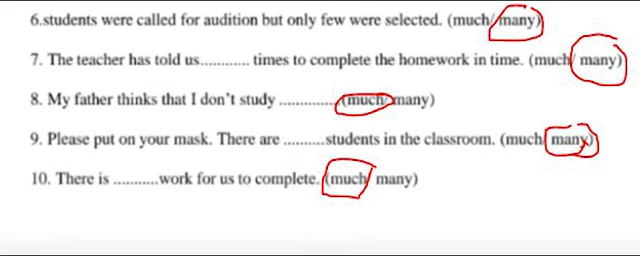 6.students were called for audition but only few were selected. (much/many)
7. The teacher has told us............ times to complete the homework in time. (much/ many)
8. My father thinks that I don't study ..............(much/many)
9. Please put on your mask. There are ..........students in the classroom. (much/ many)
10. There is ...........work for us to complete. (much/ many)